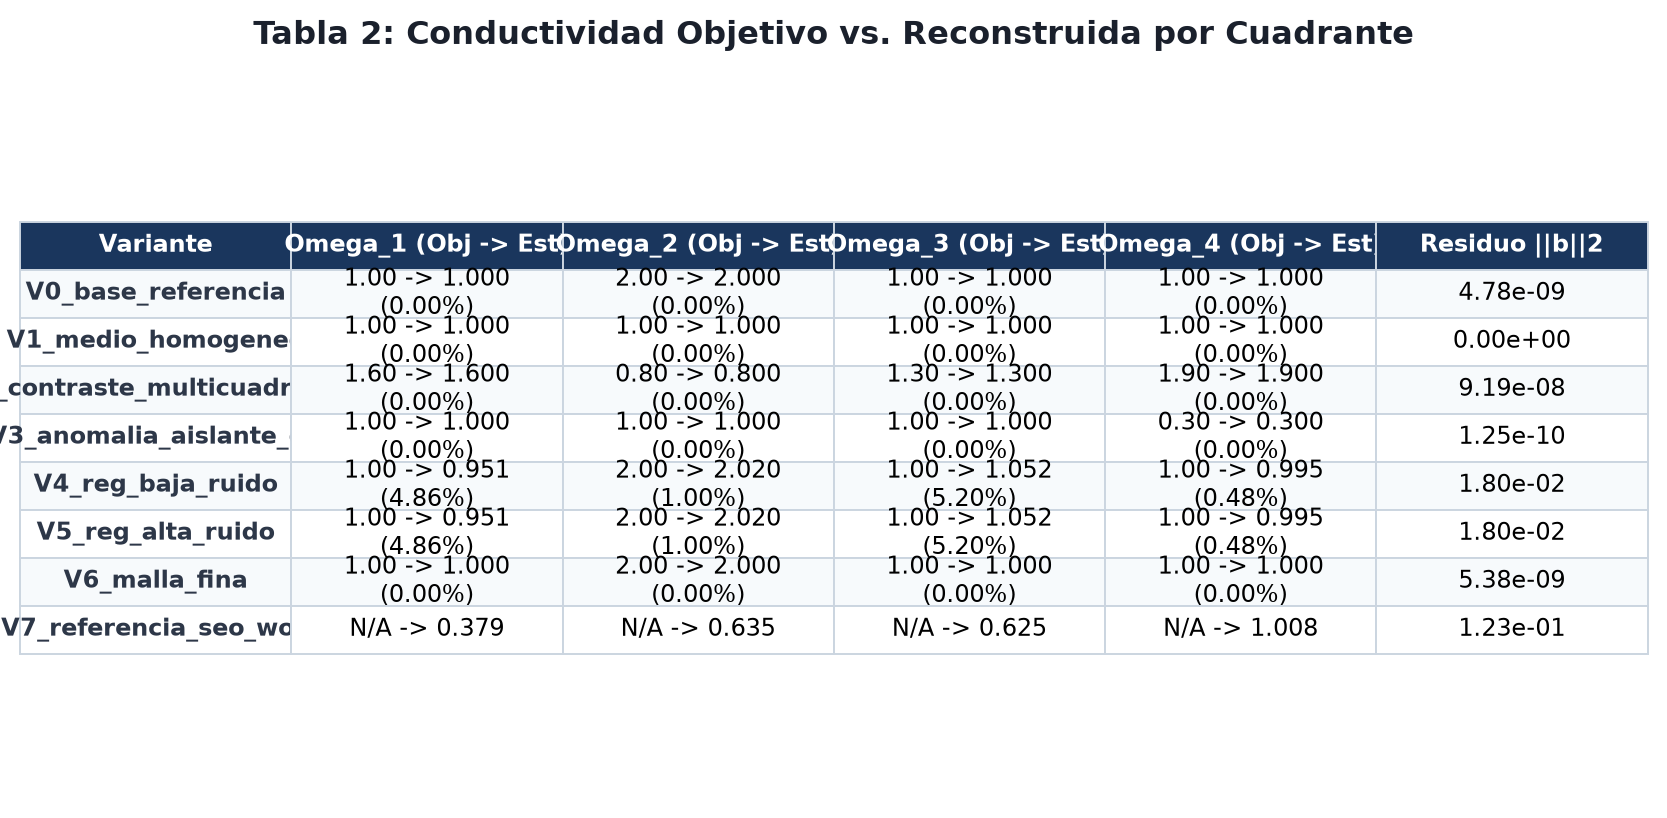 Tabla 2: Conductividad Objetivo vs. Reconstruida por Cuadrante
Variante Omega_1 (Obj -> Est Omega_2 (Obj -> Est Omega_3 (Obj -> Est Omega_4 (Obj -> Est) Residuo ||b||2
V0_base_referencia 1.00 -> 1.000 2.00 -> 2.000 1.00 -> 1.000 1.00 -> 1.000 4.78e-09
(0.00%) (0.00%) (0.00%) (0.00%)
V1_medio_homogene 1.00 -> 1.000 1.00 -> 1.000 1.00 -> 1.000 1.00 -> 1.000 0.00e+00
(0.00%) (0.00%) (0.00%) (0.00%)
_contraste_multicuadr 1.60 -> 1.600 0.80 -> 0.800 1.30 -> 1.300 1.90 -> 1.900 9.19e-08
(0.00%) (0.00%) (0.00%) (0.00%)
V3_anomalia_aislante_ 1.00 -> 1.000 1.00 -> 1.000 1.00 -> 1.000 0.30 -> 0.300 1.25e-10
(0.00%) (0.00%) (0.00%) (0.00%)
V4_reg_baja_ruido 1.00 -> 0.951 2.00 -> 2.020 1.00 -> 1.052 1.00 -> 0.995 1.80e-02
(4.86%) (1.00%) (5.20%) (0.48%)
V5_reg_alta_ruido 1.00 -> 0.951 2.00 -> 2.020 1.00 -> 1.052 1.00 -> 0.995 1.80e-02
(4.86%) (1.00%) (5.20%) (0.48%)
V6_malla_fina 1.00 -> 1.000 2.00 -> 2.000 1.00 -> 1.000 1.00 -> 1.000 5.38e-09
(0.00%) (0.00%) (0.00%) (0.00%)
V7_referencia_seo_wo N/A -> 0.379 N/A -> 0.635 N/A -> 0.625 N/A -> 1.008 1.23e-01